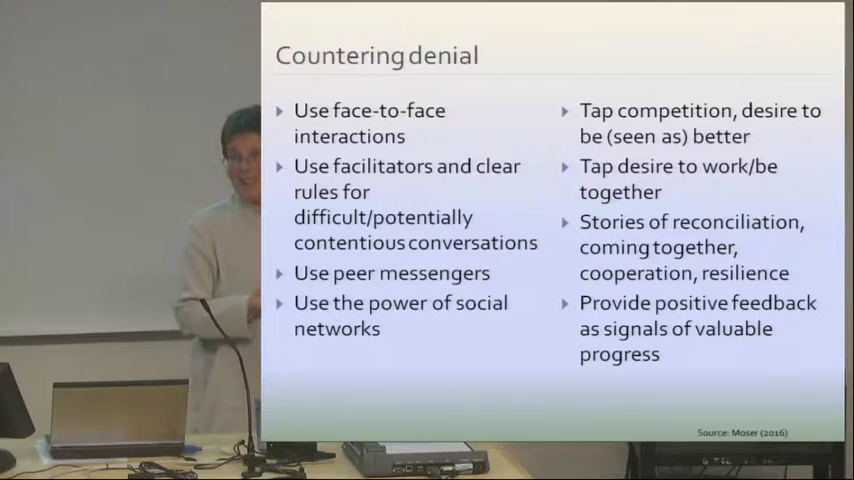 Countering denial
Use face-to-face
interactions
Use facilitators and clear
rules for
difficult/potentially
contentious conversations
Use peer messengers
Use the power of social
networks
Tap competition, desire to
be (seen as) better
Tap desire to work/be
together
Stories of reconciliation,
coming together,
cooperation, resilience
Provide positive feedback
as signals of valuable
progress
Source: Moser (2016)